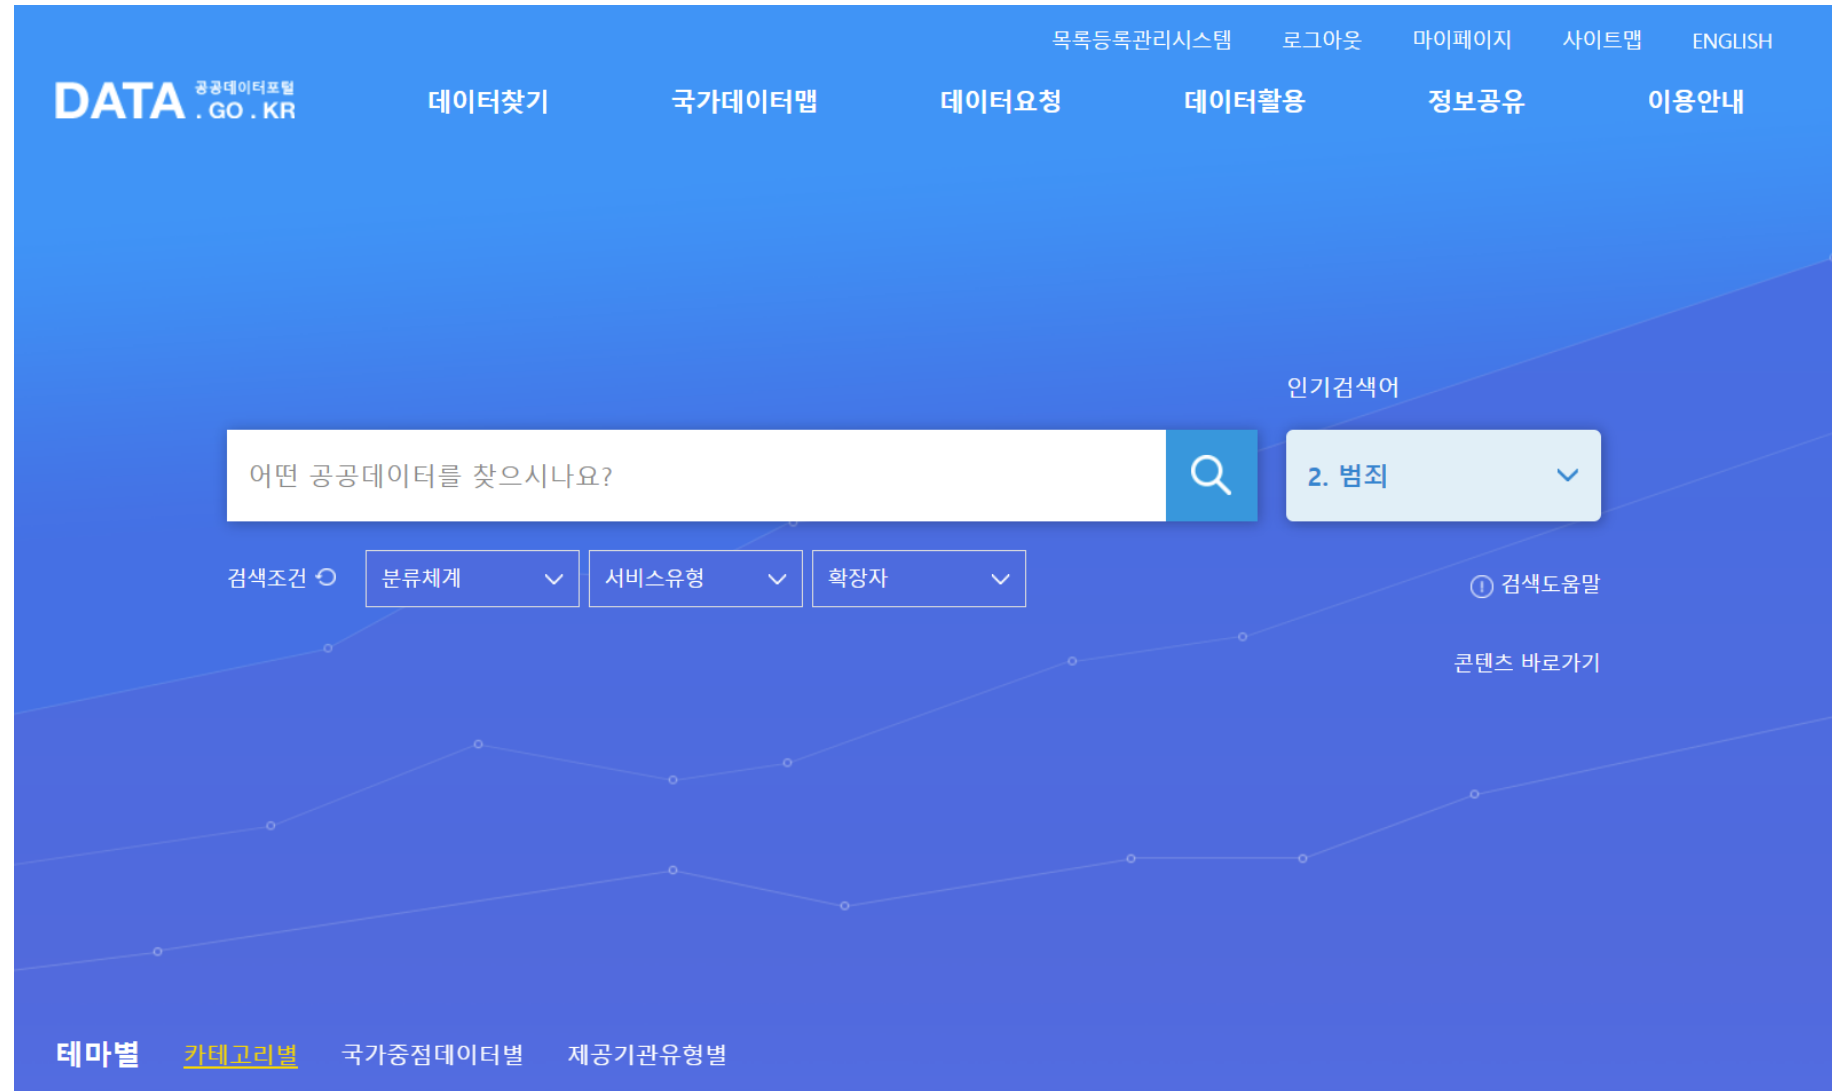 목록등록관리시스템 로그아웃 마이페이지 사이트맵 ENGLISH
DATA 공공데이터포털 . GO . KR
데이터찾기 국가데이터맵 데이터요청 데이터활용 정보공유 이용안내
인기검색어
어떤 공공데이터를 찾으시나요?
2. 범죄
검색조건 분류체계 서비스유형 확장자
검색도움말
콘텐츠 바로가기
테마별 카테고리별 국가중점데이터별 제공기관유형별